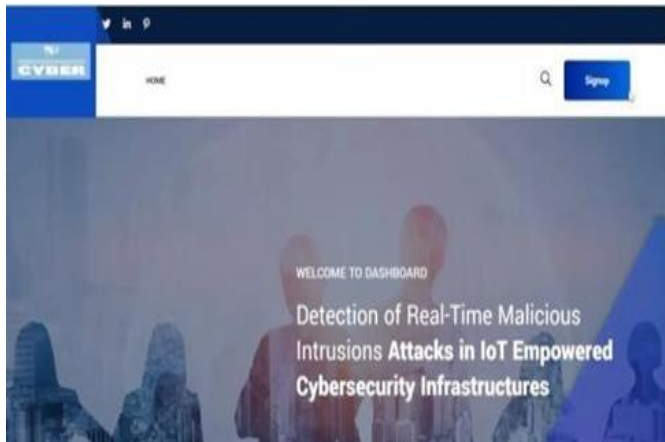 CYBER
HOME
Signup
WELCOME TO DASHBOARD
Detection of Real-Time Malicious
Intrusions Attacks in IoT Empowered
Cybersecurity Infrastructures